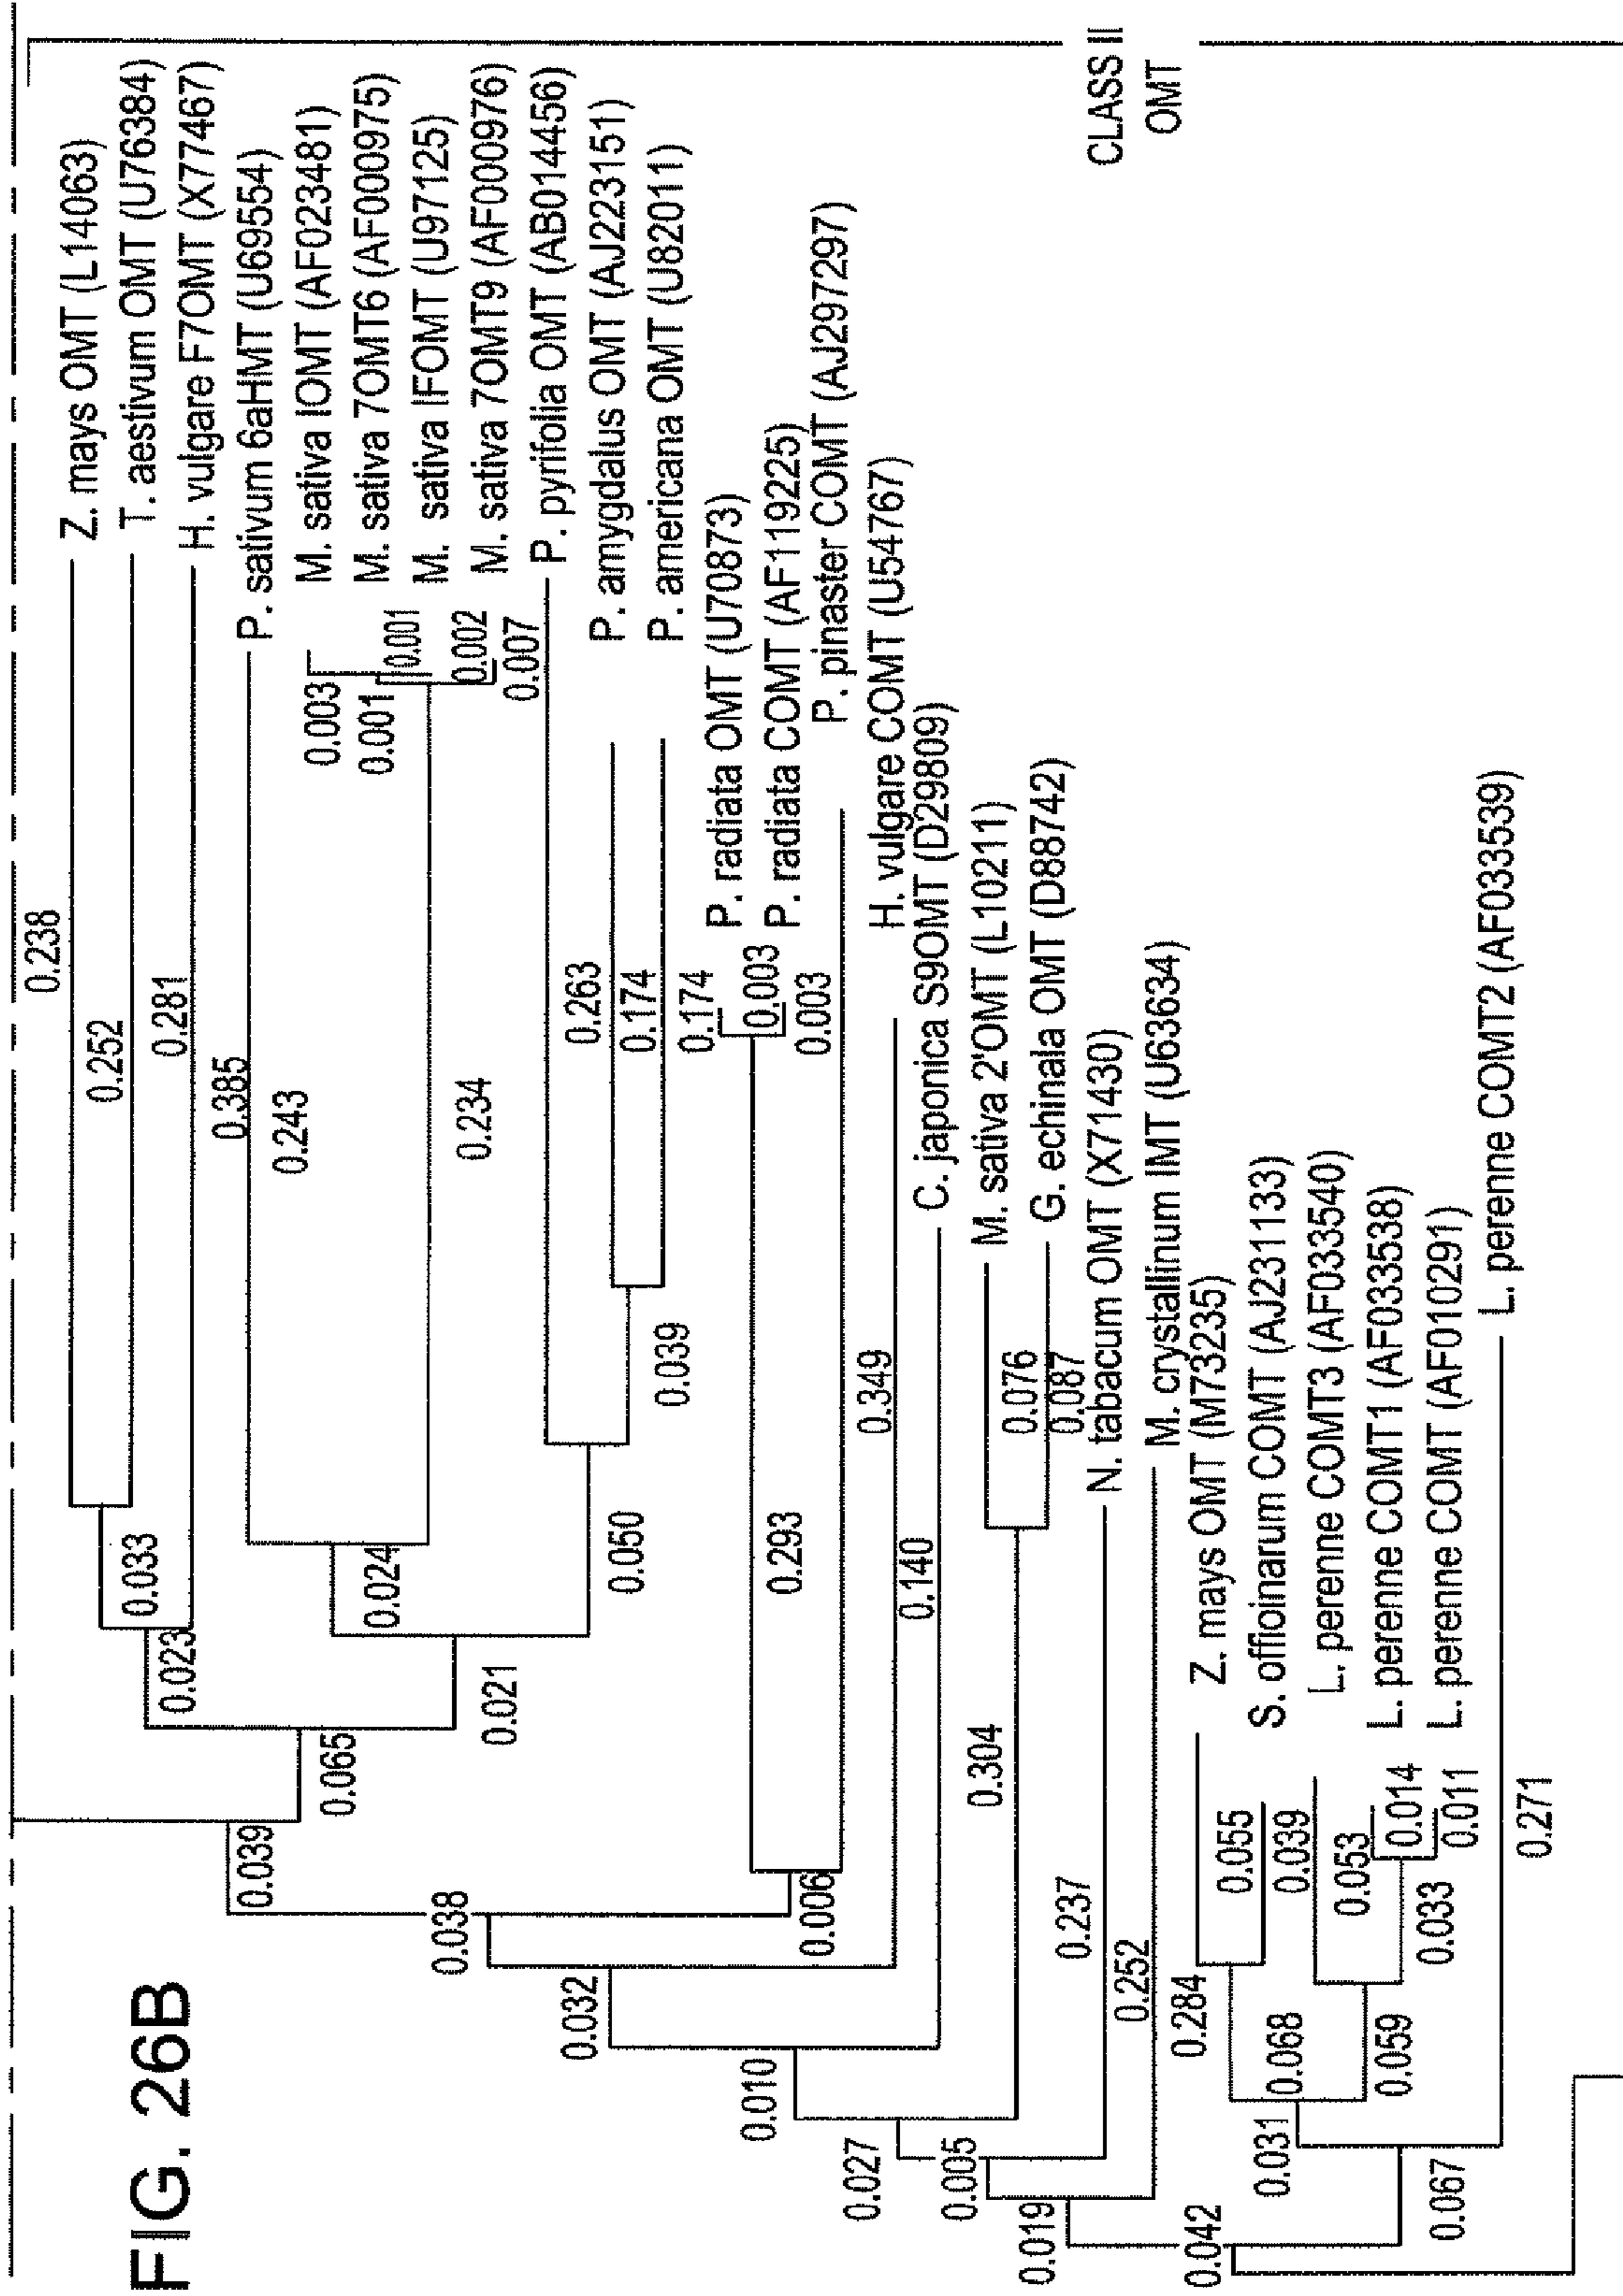 FIG. 26B
0.238
Z. mays OMT (L14063)
0.252
T. aestivum OMT (U76384)
0.033
0.281
H. vulgare F7OMT (X77467)
0.023
0.385
P. sativum 6aHMT (U69554)
0.243
0.003
M. sativa IOMT (AF023481)
0.065
0.024
0.001
0.001
M. sativa 7OMT6 (AF000975)
M. sativa IFOMT (U97125)
0.234
0.002
M. sativa 7OMT9 (AF000976)
0.021
0.007
P. pyrifolia OMT (AB014456)
0.039
0.050
0.263
P. amygdalus OMT (AJ223151)
0.174
P. americana OMT (U82011)
0.039
0.174
P. radiata OMT (U70873)
0.038
0.293
0.003
P. radiata COMT (AF119225)
0.006
0.003
P. pinaster COMT (AJ297297)
0.032
0.349
H. vulgare COMT (U54767)
0.140
C. japonica S9OMT (D29809)
0.010
0.304
M. sativa 2'OMT (L10211)
0.076
G. echinala OMT (D88742)
0.027
0.087
0.237
N. tabacum OMT (X71430)
0.005
0.252
M. crystallinum IMT (U63634)
0.019
0.284
Z. mays OMT (M73235)
0.055
S. offioinarum COMT (AJ231133)
0.068
0.039
L. perenne COMT3 (AF033540)
0.031
0.053
0.014
L. perenne COMT1 (AF033538)
0.059
0.033
0.011
L. perenne COMT (AF010291)
0.042
0.067
0.271
L. perenne COMT2 (AF033539)
CLASS II
OMT